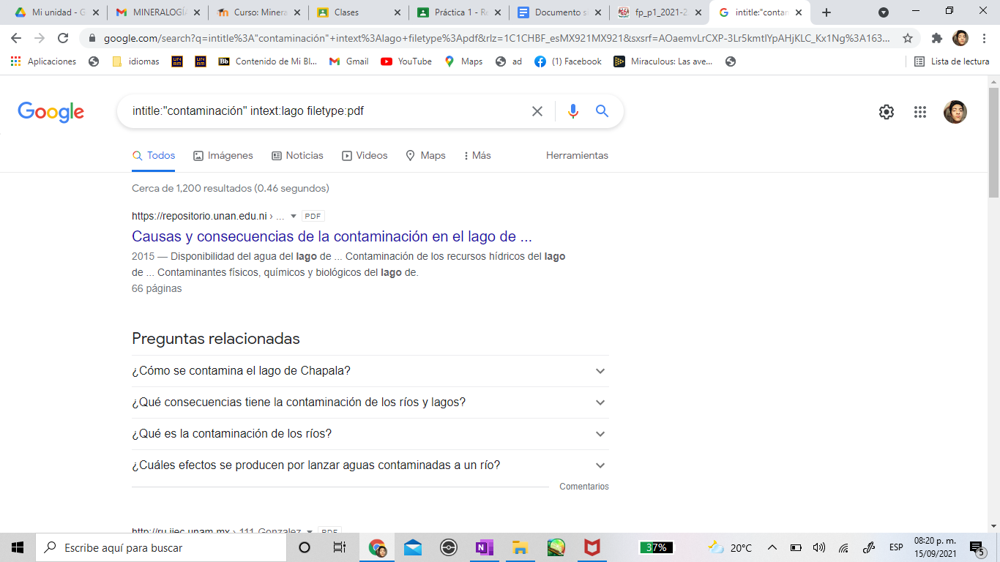 Mi unidad - G
MINERALOGÍ
Curso: Minera
Clases
Práctica 1 - Re
Documento si
fp_p1_2021-2
intitle:"contam
google.com/search?q=intitle%3A"contaminación"+intext%3Alago+filetype%3Apdf&rlz=1C1CHBF_esMX921MX921&sxsrf=AOaemvLrCXP-3Lr5kmtlYpAHjKLC_Kx1Ng%3A163...
Aplicaciones
idiomas
UNAM
UNAM
Bb Contenido de Mi Bl...
Gmail
YouTube
Maps
ad
(1) Facebook
Miraculous: Las ave...
Lista de lectura
Google
intitle:"contaminación" intext:lago filetype:pdf
Todos
Imágenes
Noticias
Videos
Maps
Más
Herramientas
Cerca de 1,200 resultados (0.46 segundos)
https://repositorio.unan.edu.ni › ... PDF
Causas y consecuencias de la contaminación en el lago de ...
2015 — Disponibilidad del agua del lago de ... Contaminación de los recursos hídricos del lago
de ... Contaminantes físicos, químicos y biológicos del lago de.
66 páginas
Preguntas relacionadas
¿Cómo se contamina el lago de Chapala?
¿Qué consecuencias tiene la contaminación de los ríos y lagos?
¿Qué es la contaminación de los ríos?
¿Cuáles efectos se producen por lanzar aguas contaminadas a un río?
Comentarios
http://ru.iiec.unam.mx › 111-Gonzalez PDF
Escribe aquí para buscar
37%
20°C
ESP
08:20 p. m.
15/09/2021
5